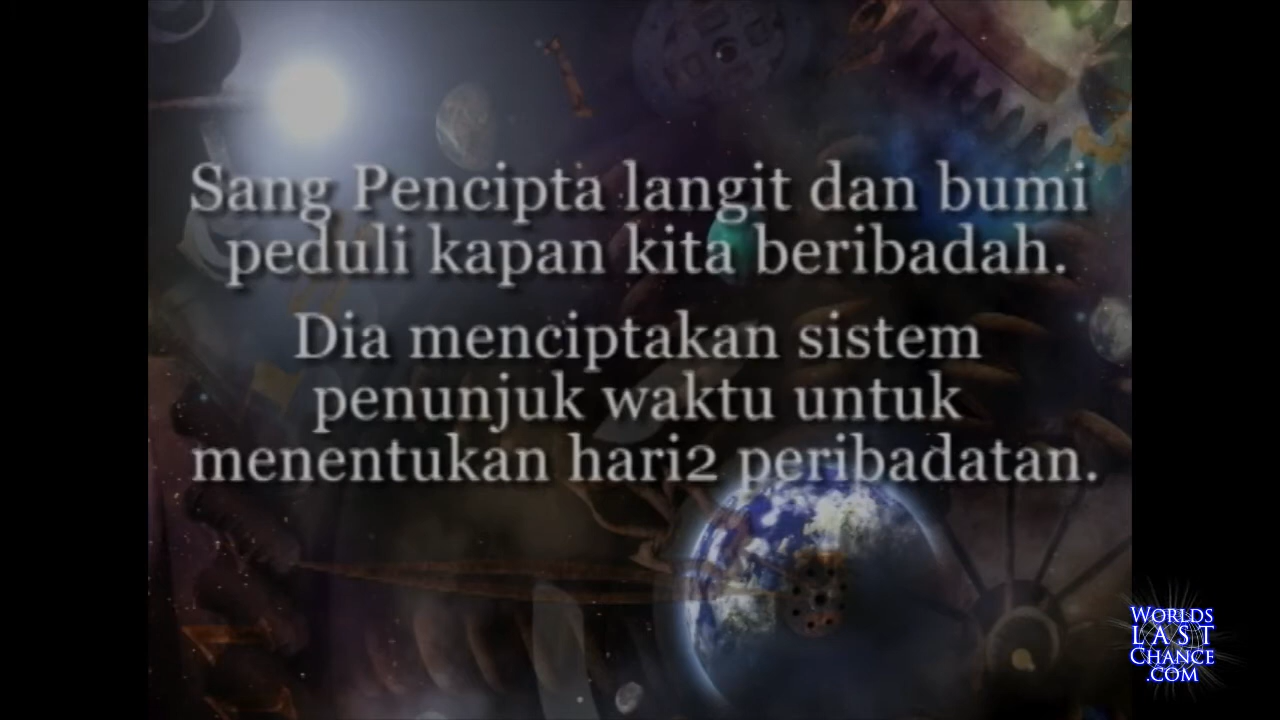 Sang Pencipta langit dan bumi
peduli kapan kita beribadah.
Dia menciptakan sistem
penunjuk waktu untuk
menentukan hari2 peribadatan.
WORLDS
LAST
CHANCE
.COM